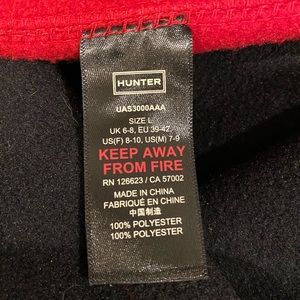 HUNTER
UAS3000AAA
SIZE L
UK 6-8, EU 39-42,
US(F) 8-10, US(M) 7-9
KEEP AWAY
FROM FIRE
RN 126623 / CA 57002
MADE IN CHINA
FABRIQUÉ EN CHINE
中国制造
100% POLYESTER
100% POLYESTER